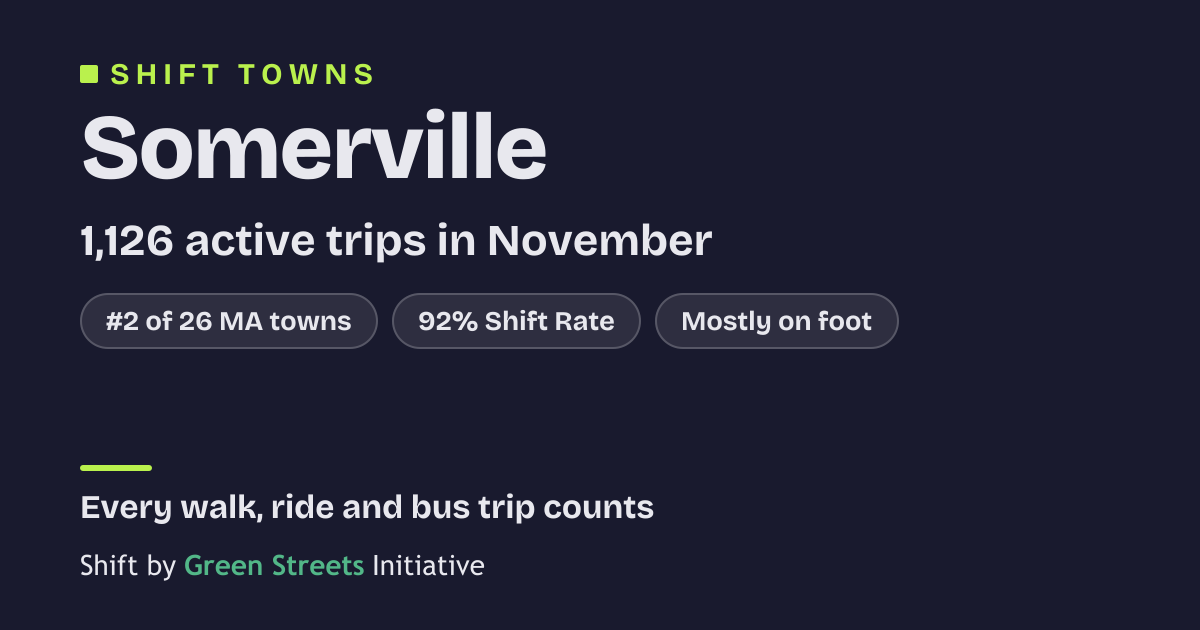 SHIFT TOWNS
Somerville
1,126 active trips in November
#2 of 26 MA towns
92% Shift Rate
Mostly on foot
Every walk, ride and bus trip counts
Shift by Green Streets Initiative